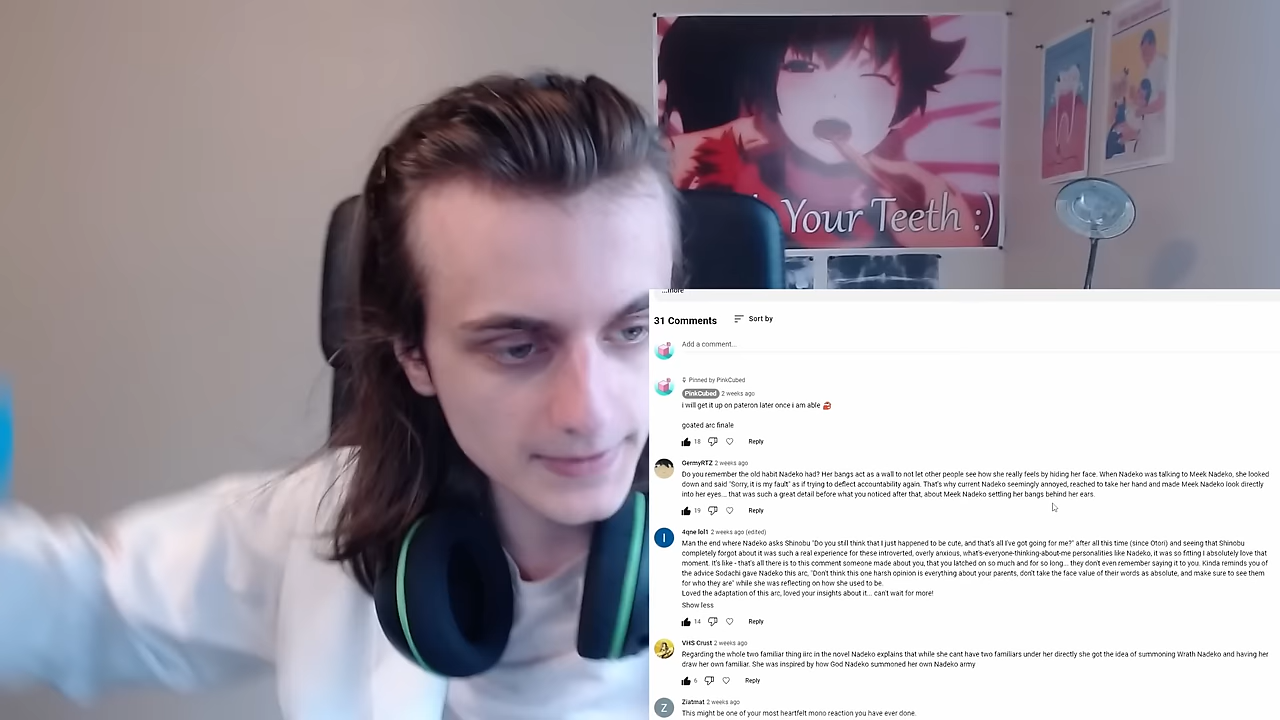 Your Teeth :)
...more
31 Comments
Sort by
Add a comment...
Pinned by PinkCubed
PinkCubed 2 weeks ago
i will get it up on pateron later once i am able
goated arc finale
18 Reply
GermyRTZ 2 weeks ago
Do you remember the old habit Nadeko had? Her bangs act as a wall to not let other people see how she really feels by hiding her face. When Nadeko was talking to Meek Nadeko, she looked
down and said "Sorry, it is my fault" as if trying to deflect accountability again. That's why current Nadeko seemingly annoyed, reached to take her hand and made Meek Nadeko look directly
into her eyes... that was such a great detail before what you noticed after that, about Meek Nadeko settling her bangs behind her ears.
19 Reply
4qne lol1 2 weeks ago (edited)
Man the end where Nadeko asks Shinobu "Do you still think that I just happened to be cute, and that's all I've got going for me?" after all this time (since Otori) and seeing that Shinobu
completely forgot about it was such a real experience for these introverted, overly anxious, what's-everyone-thinking-about-me personalities like Nadeko, it was so fitting I absolutely love that
moment. It's like - that's all there is to this comment someone made about you, that you latched on so much and for so long... they don't even remember saying it to you. Kinda reminds you of
the advice Sodachi gave Nadeko this arc, "Don't think this one harsh opinion is everything about your parents, don't take the face value of their words as absolute, and make sure to see them
for who they are" while she was reflecting on how she used to be.
Loved the adaptation of this arc, loved your insights about it... can't wait for more!
Show less
14 Reply
VHS Crust 2 weeks ago
Regarding the whole two familiar thing iirc in the novel Nadeko explains that while she cant have two familiars under her directly she got the idea of summoning Wrath Nadeko and having her
draw her own familiar. She was inspired by how God Nadeko summoned her own Nadeko army
6 Reply
Z
Ziatmat 2 weeks ago
This might be one of your most heartfelt mono reaction you have ever done.